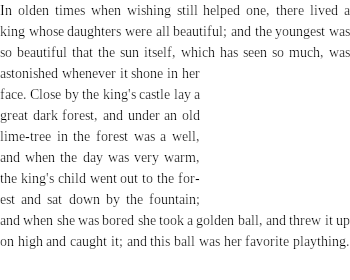 In olden times when wishing still helped one, there lived a
king whose daughters were all beautiful; and the youngest was
so beautiful that the sun itself, which has seen so much, was
astonished whenever it shone in her
face. Close by the king's castle lay a
great dark forest, and under an old
lime-tree in the forest was a well,
and when the day was very warm,
the king's child went out to the for-
est and sat down by the fountain;
and when she was bored she took a golden ball, and threw it up
on high and caught it; and this ball was her favorite plaything.